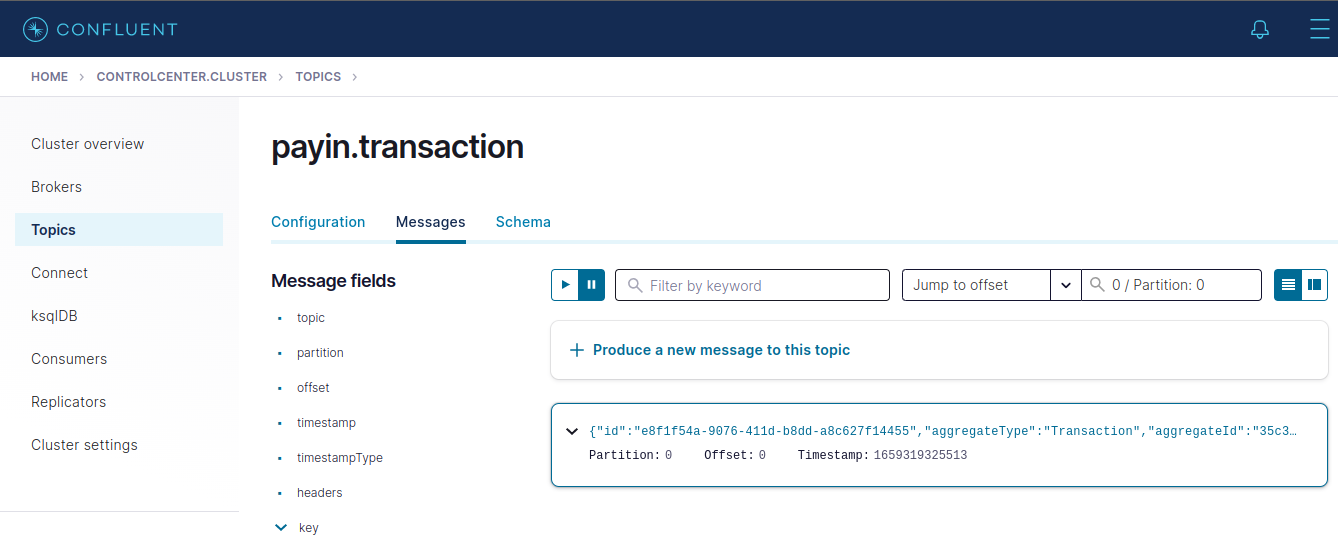 CONFLUENT
HOME > CONTROLCENTER.CLUSTER > TOPICS >
Cluster overview
Brokers
Topics
Connect
ksqlDB
Consumers
Replicators
Cluster settings
payin.transaction
Configuration Messages Schema
Message fields
topic
partition
offset
timestamp
timestampType
headers
key
Filter by keyword
Jump to offset
0 / Partition: 0
Produce a new message to this topic
{"id":"e8f1f54a-9076-411d-b8dd-a8c627f14455","aggregateType":"Transaction","aggregateId":"35c3…
Partition: 0 Offset: 0 Timestamp: 1659319325513